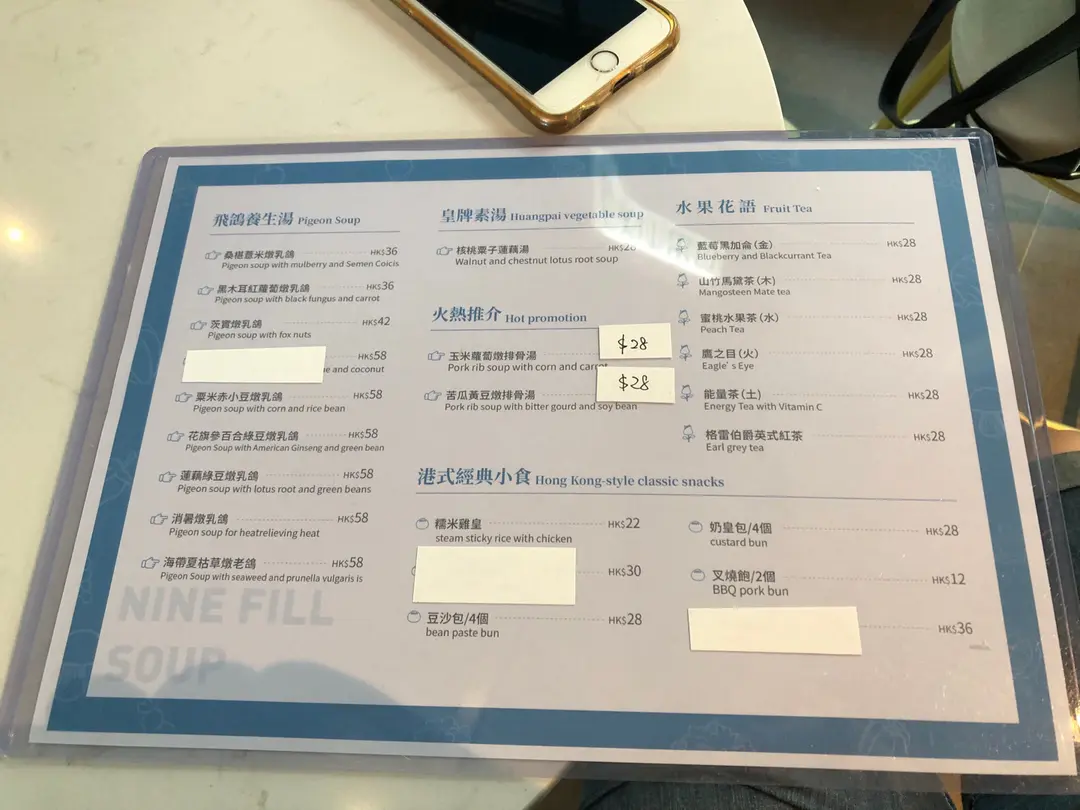 飛鴿養生湯 Pigeon Soup
桑椹薏米燉乳鴿 HK$36
Pigeon soup with mulberry and Semen Coicis
黑木耳紅蘿蔔燉乳鴿 HK$36
Pigeon soup with black fungus and carrot
茨實燉乳鴿 HK$42
Pigeon soup with fox nuts
HK$58
and coconut
粟米赤小豆燉乳鴿 HK$58
Pigeon soup with corn and rice bean
花旗參百合綠豆燉乳鴿 HK$58
Pigeon Soup with American Ginseng and green bean
蓮藕綠豆燉乳鴿 HK$58
Pigeon soup with lotus root and green beans
消暑燉乳鴿 HK$58
Pigeon soup for heatrelieving heat
海帶夏枯草燉老鴿 HK$58
Pigeon Soup with seaweed and prunella vulgaris is
NINE FILL
SOUP
皇牌素湯 Huangpai vegetable soup
核桃粟子蓮藕湯 HK$28
Walnut and chestnut lotus root soup
火熱推介 Hot promotion
玉米蘿蔔燉排骨湯 $28
Pork rib soup with corn and carrot
苦瓜黃豆燉排骨湯 $28
Pork rib soup with bitter gourd and soy bean
水果花語 Fruit Tea
藍莓黑加侖(金) HK$28
Blueberry and Blackcurrant Tea
山竹馬黛茶(木) HK$28
Mangosteen Mate tea
蜜桃水果茶(水) HK$28
Peach Tea
鷹之目(火) HK$28
Eagle's Eye
能量茶(土) HK$28
Energy Tea with Vitamin C
格雷伯爵英式紅茶 HK$28
Earl grey tea
港式經典小食 Hong Kong-style classic snacks
糯米雞皇 HK$22
steam sticky rice with chicken
HK$30
豆沙包/4個 HK$28
bean paste bun
奶皇包/4個 HK$28
custard bun
叉燒飽/2個 HK$12
BBQ pork bun
HK$36